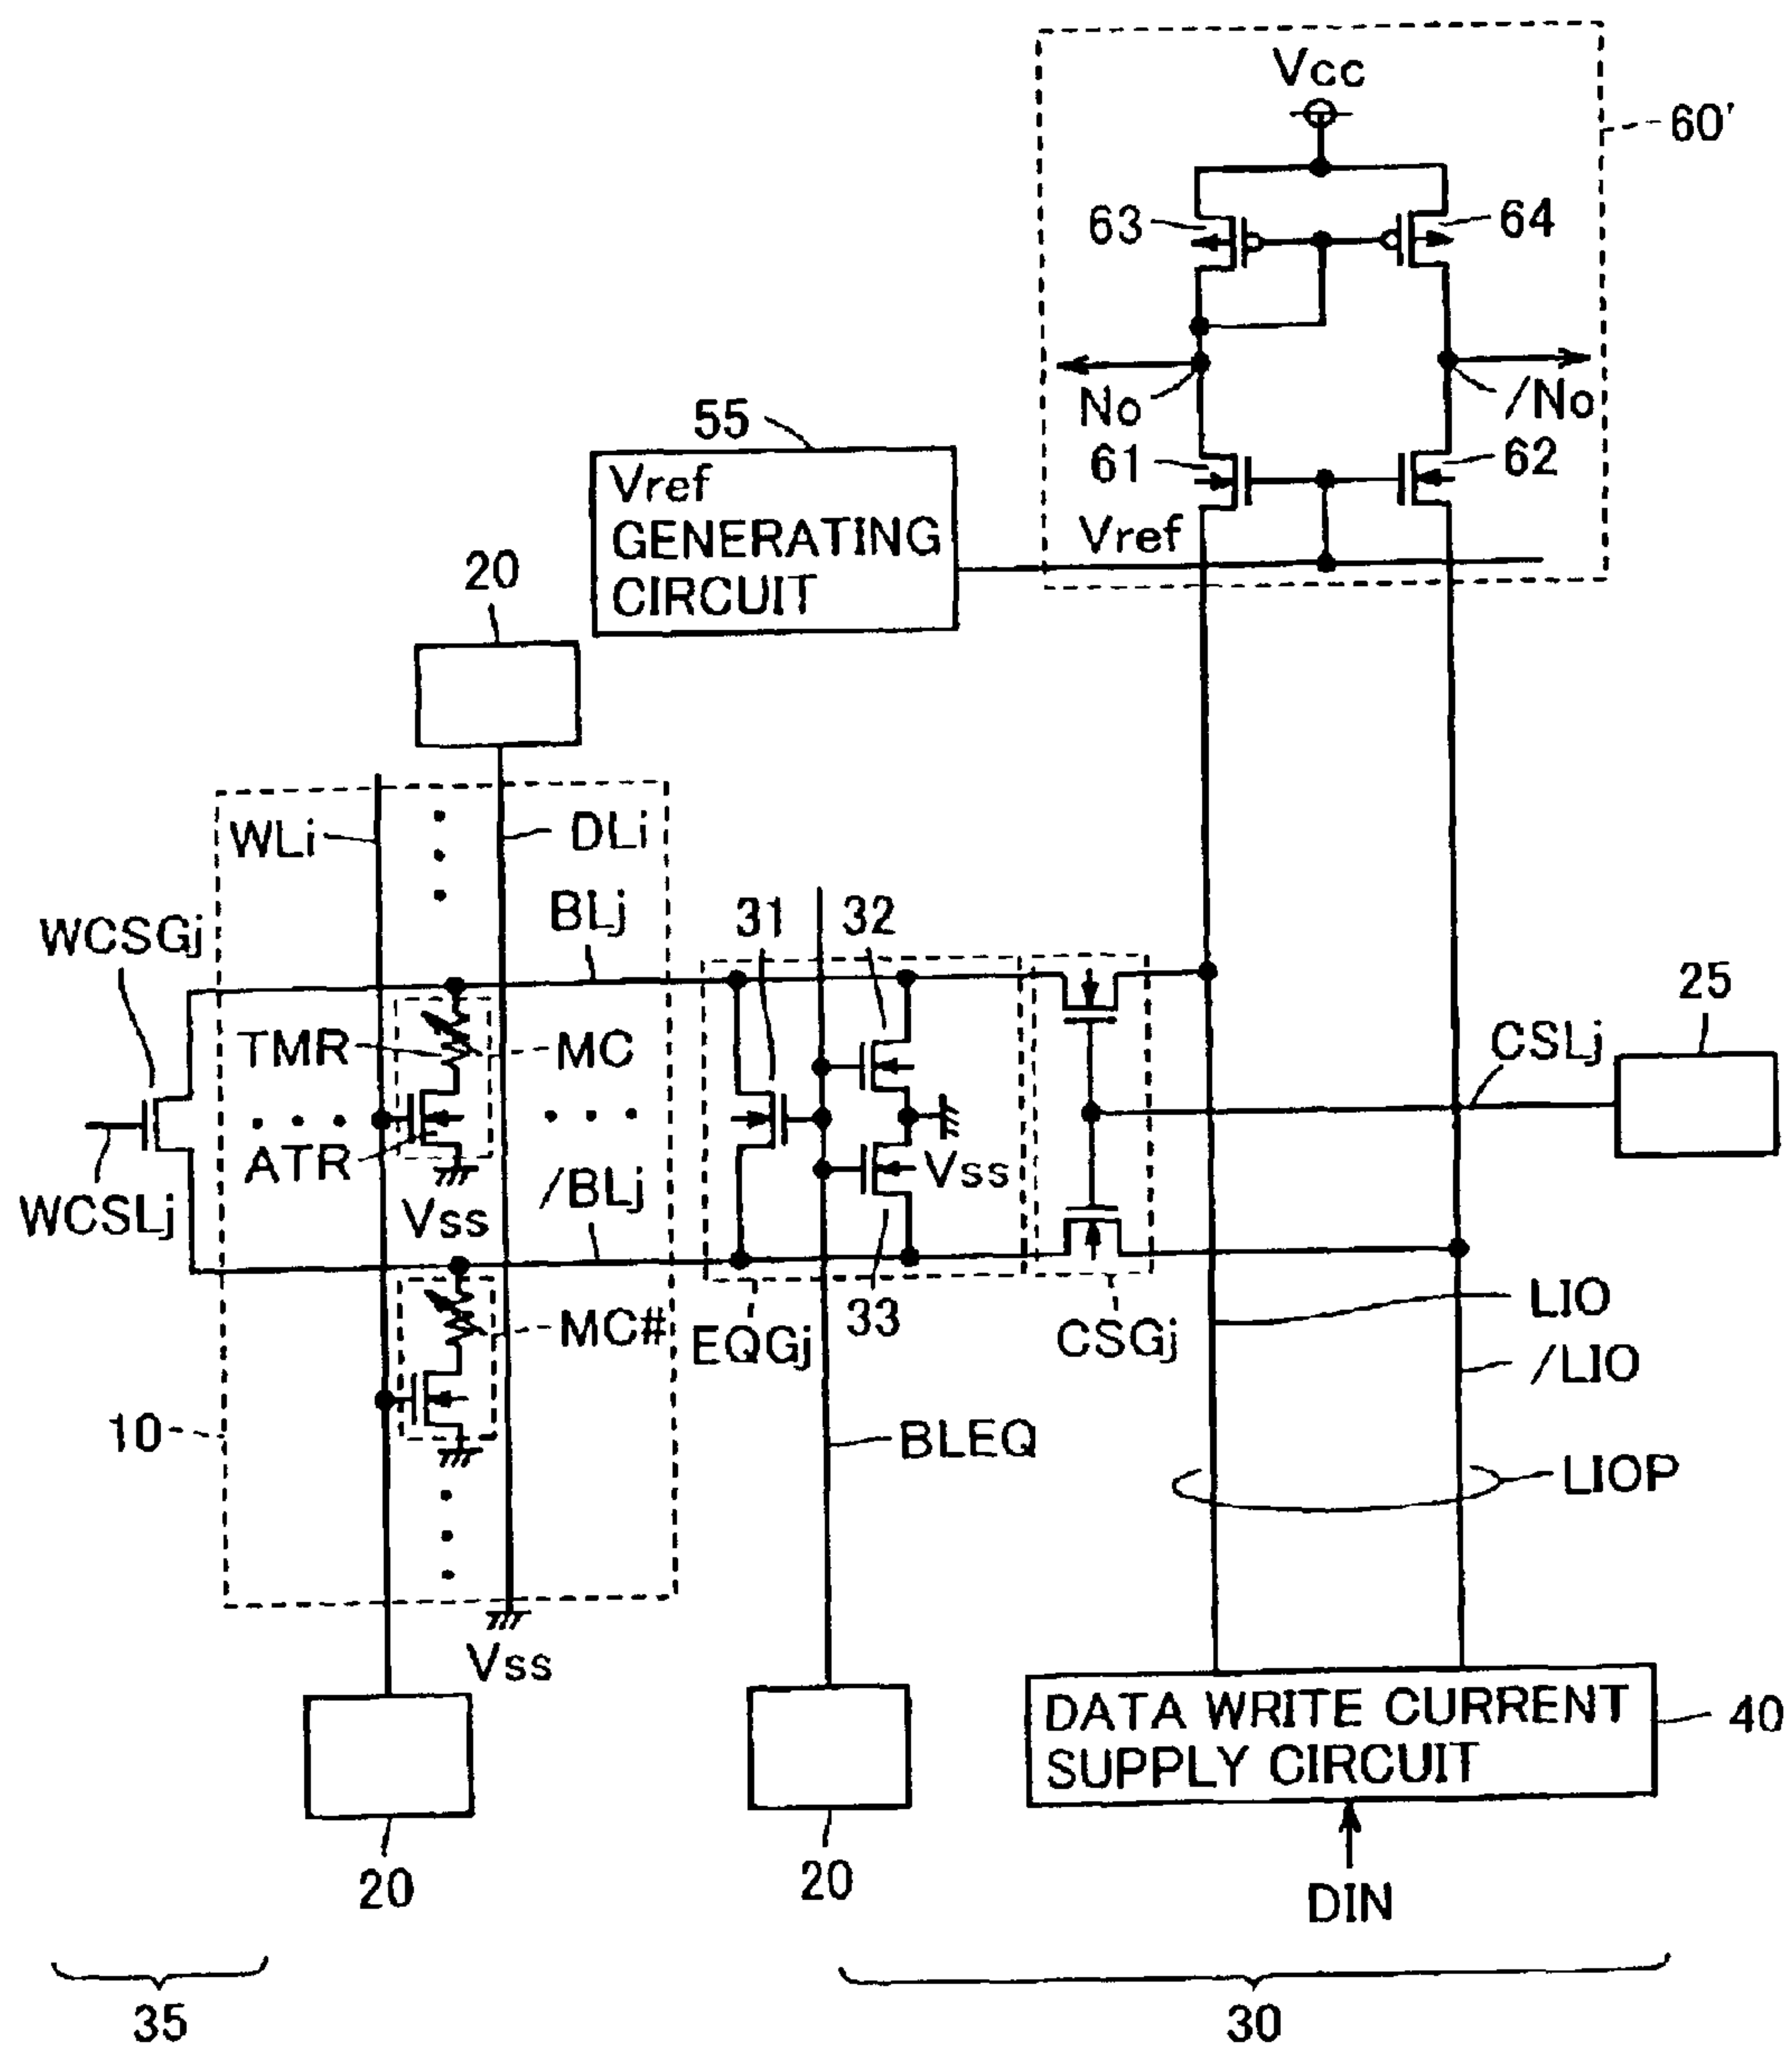 Vcc
60'
63
64
No
/No
55
61
62
Vref
GENERATING
CIRCUIT
Vref
20
WLi
DLi
BLj
31
32
WCSGj
25
CSLj
TMR
MC
ATR
Vss
/BLj
Vss
WCSLj
33
MC#
EQGj
CSGj
LIO
/LIO
10
BLEQ
LIOP
Vss
DATA WRITE CURRENT
SUPPLY CIRCUIT
40
20
20
DIN
35
30